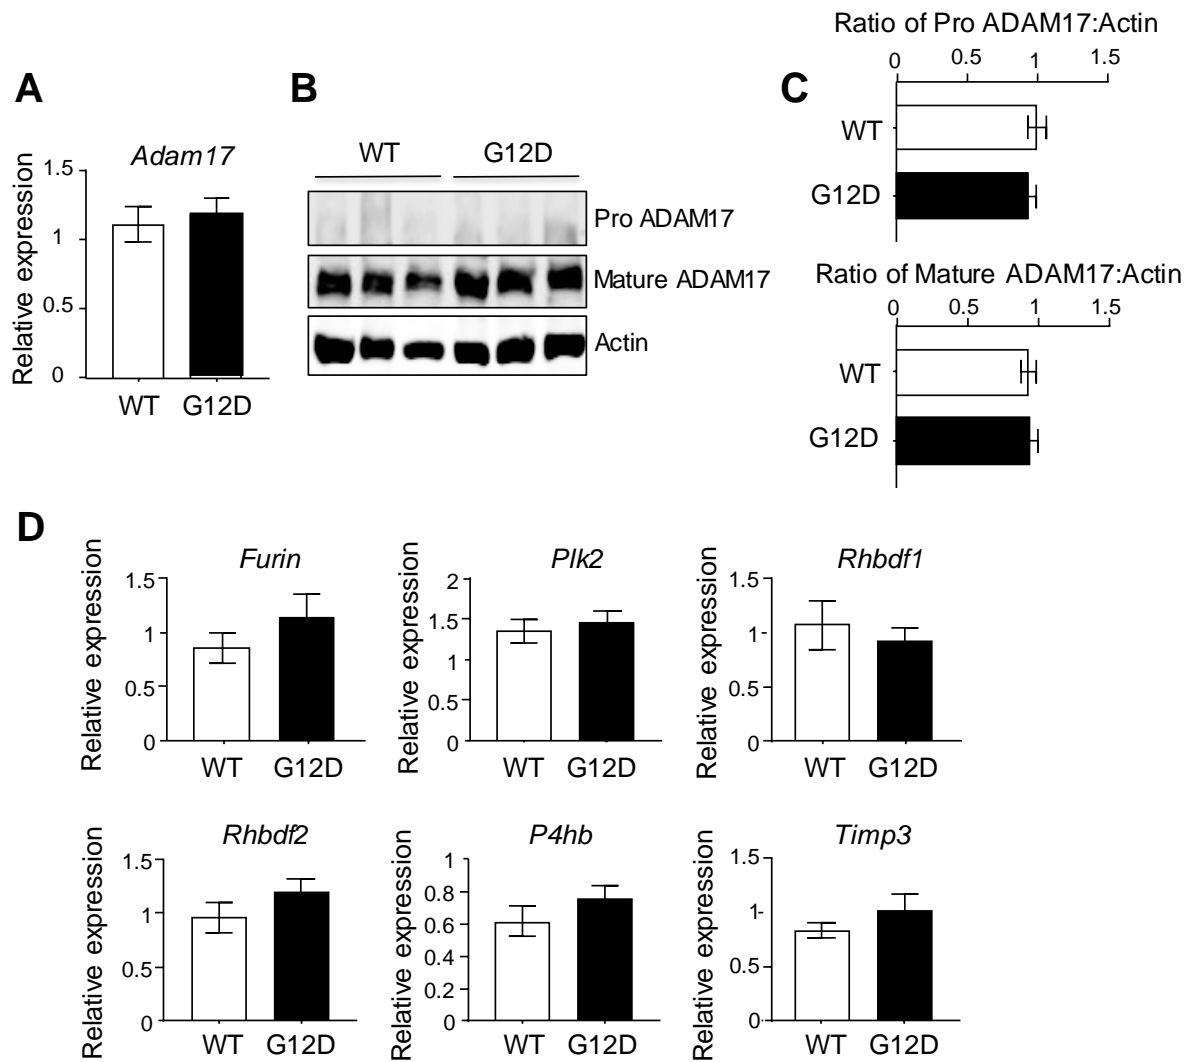 A
Adam17
Relative expression
1.5
1
0.5
0
WT G12D
B
WT G12D
Pro ADAM17
Mature ADAM17
Actin
C
Ratio of Pro ADAM17:Actin
0 0.5 1 1.5
WT
G12D
Ratio of Mature ADAM17:Actin
0 0.5 1 1.5
WT
G12D
D
Furin
Relative expression
1.5
1
0.5
0
WT G12D
Plk2
Relative expression
2
1.5
1
0.5
0
WT G12D
Rhbdf1
Relative expression
1.5
1
0.5
0
WT G12D
Rhbdf2
Relative expression
1.5
1
0.5
0
WT G12D
P4hb
Relative expression
1
0.8
0.6
0.4
0.2
0
WT G12D
Timp3
Relative expression
1.5
1
0.5
0
WT G12D